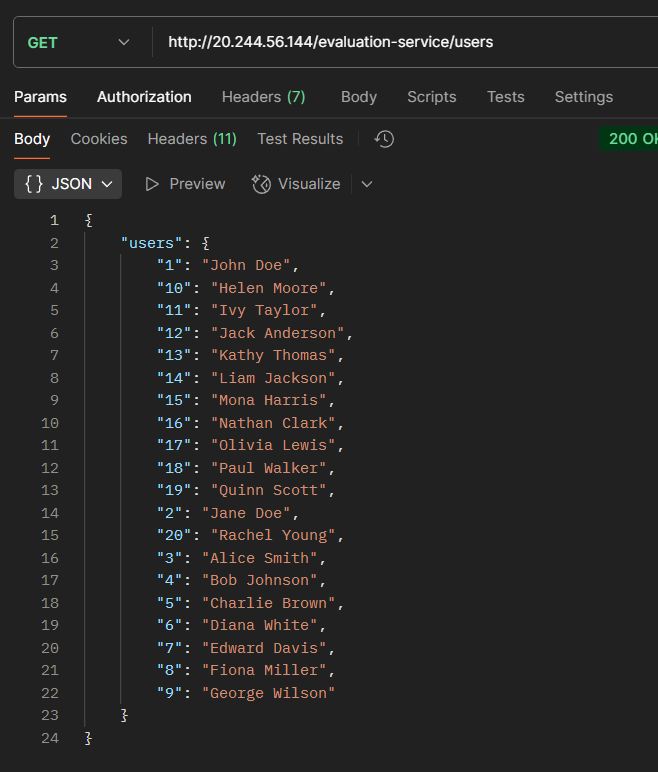 GET http://20.244.56.144/evaluation-service/users
Params Authorization Headers (7) Body Scripts Tests Settings
Body Cookies Headers (11) Test Results 200 OK
{} JSON Preview Visualize
1 {
2 "users": {
3 "1": "John Doe",
4 "10": "Helen Moore",
5 "11": "Ivy Taylor",
6 "12": "Jack Anderson",
7 "13": "Kathy Thomas",
8 "14": "Liam Jackson",
9 "15": "Mona Harris",
10 "16": "Nathan Clark",
11 "17": "Olivia Lewis",
12 "18": "Paul Walker",
13 "19": "Quinn Scott",
14 "2": "Jane Doe",
15 "20": "Rachel Young",
16 "3": "Alice Smith",
17 "4": "Bob Johnson",
18 "5": "Charlie Brown",
19 "6": "Diana White",
20 "7": "Edward Davis",
21 "8": "Fiona Miller",
22 "9": "George Wilson"
23 }
24 }